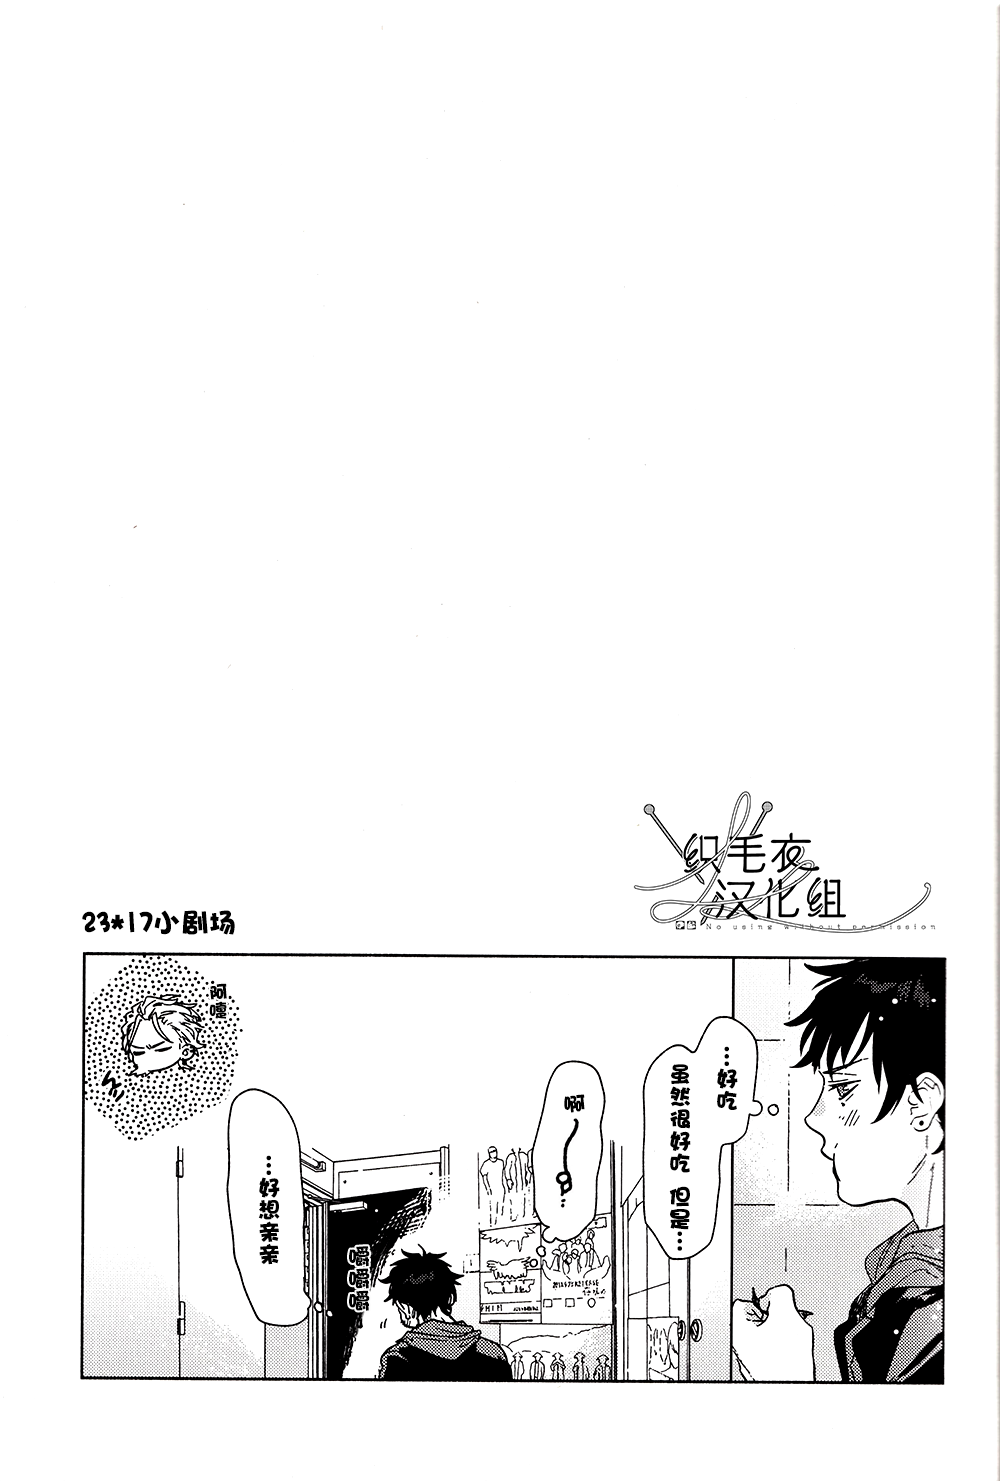 织毛衣
汉化组
No using without permission
23*17小剧场
…好吃
虽然很好吃 但是…
啊
…
嚼嚼嚼
…好想亲亲
阿嚏